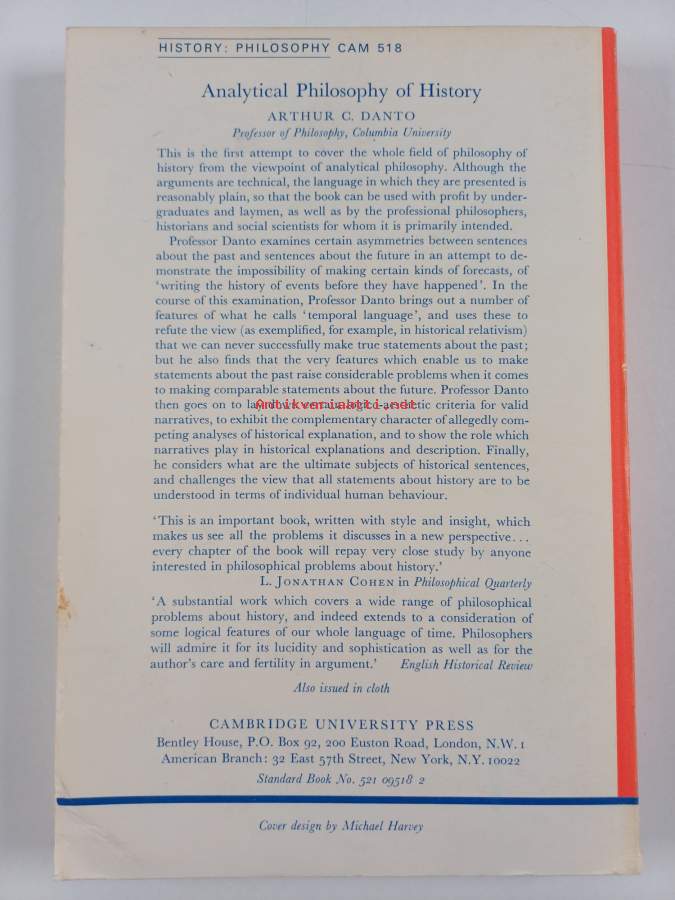 HISTORY: PHILOSOPHY CAM 518
Analytical Philosophy of History
ARTHUR C. DANTO
Professor of Philosophy, Columbia University
This is the first attempt to cover the whole field of philosophy of
history from the viewpoint of analytical philosophy. Although the
arguments are technical, the language in which they are presented is
reasonably plain, so that the book can be used with profit by under-
graduates and laymen, as well as by the professional philosophers,
historians and social scientists for whom it is primarily intended.
Professor Danto examines certain asymmetries between sentences
about the past and sentences about the future in an attempt to de-
monstrate the impossibility of making certain kinds of forecasts, of
'writing the history of events before they have happened'. In the
course of this examination, Professor Danto brings out a number of
features of what he calls 'temporal language', and uses these to
refute the view (as exemplified, for example, in historical relativism)
that we can never successfully make true statements about the past;
but he also finds that the very features which enable us to make
statements about the past raise considerable problems when it comes
to making comparable statements about the future. Professor Danto
then goes on to criteria for valid
Antikvariaatti.net
narratives, to exhibit the complementary character of allegedly com-
peting analyses of historical explanation, and to show the role which
narratives play in historical explanations and description. Finally,
he considers what are the ultimate subjects of historical sentences,
and challenges the view that all statements about history are to be
understood in terms of individual human behaviour.
'This is an important book, written with style and insight, which
makes us see all the problems it discusses in a new perspective...
every chapter of the book will repay very close study by anyone
interested in philosophical problems about history.'
L. JONATHAN COHEN in Philosophical Quarterly
'A substantial work which covers a wide range of philosophical
problems about history, and indeed extends to a consideration of
some logical features of our whole language of time. Philosophers
will admire it for its lucidity and sophistication as well as for the
author's care and fertility in argument.' English Historical Review
Also issued in cloth
CAMBRIDGE UNIVERSITY PRESS
Bentley House, P.O. Box 92, 200 Euston Road, London, N.W.1
American Branch: 32 East 57th Street, New York, N.Y. 10022
Standard Book No. 521 09518 2
Cover design by Michael Harvey